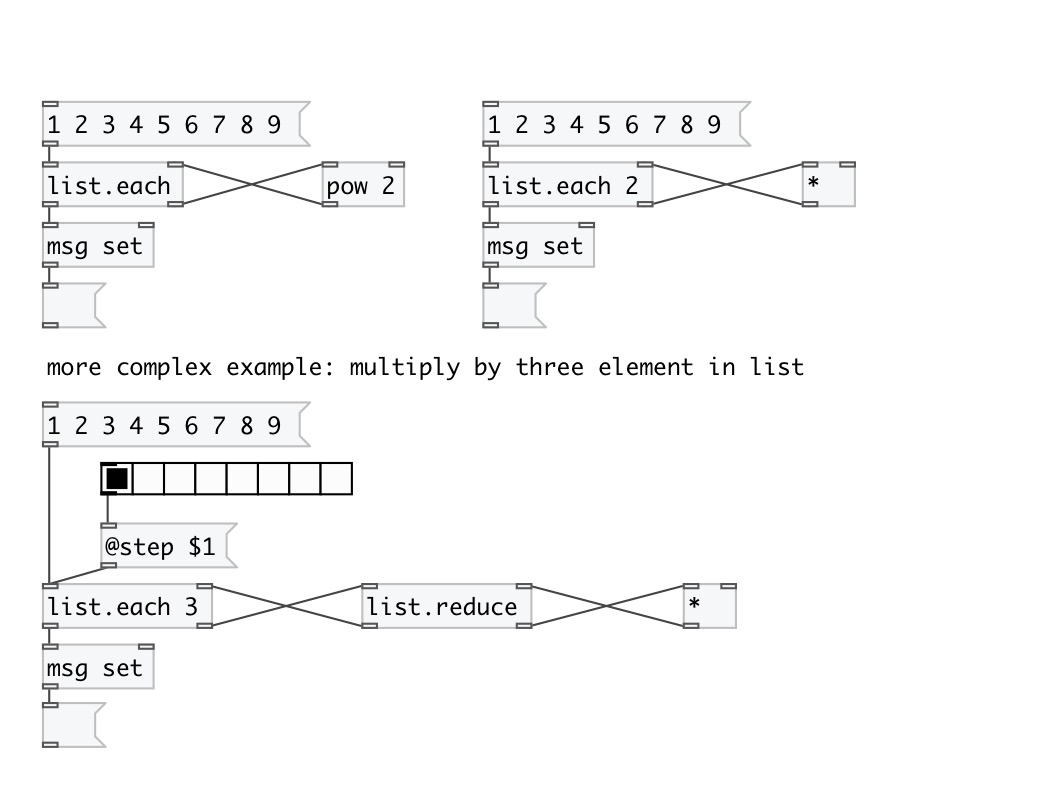 1 2 3 4 5 6 7 8 9
list.each
pow 2
msg set
1 2 3 4 5 6 7 8 9
list.each 2
*
msg set
more complex example: multiply by three element in list
1 2 3 4 5 6 7 8 9
@step $1
list.each 3
list.reduce
*
msg set